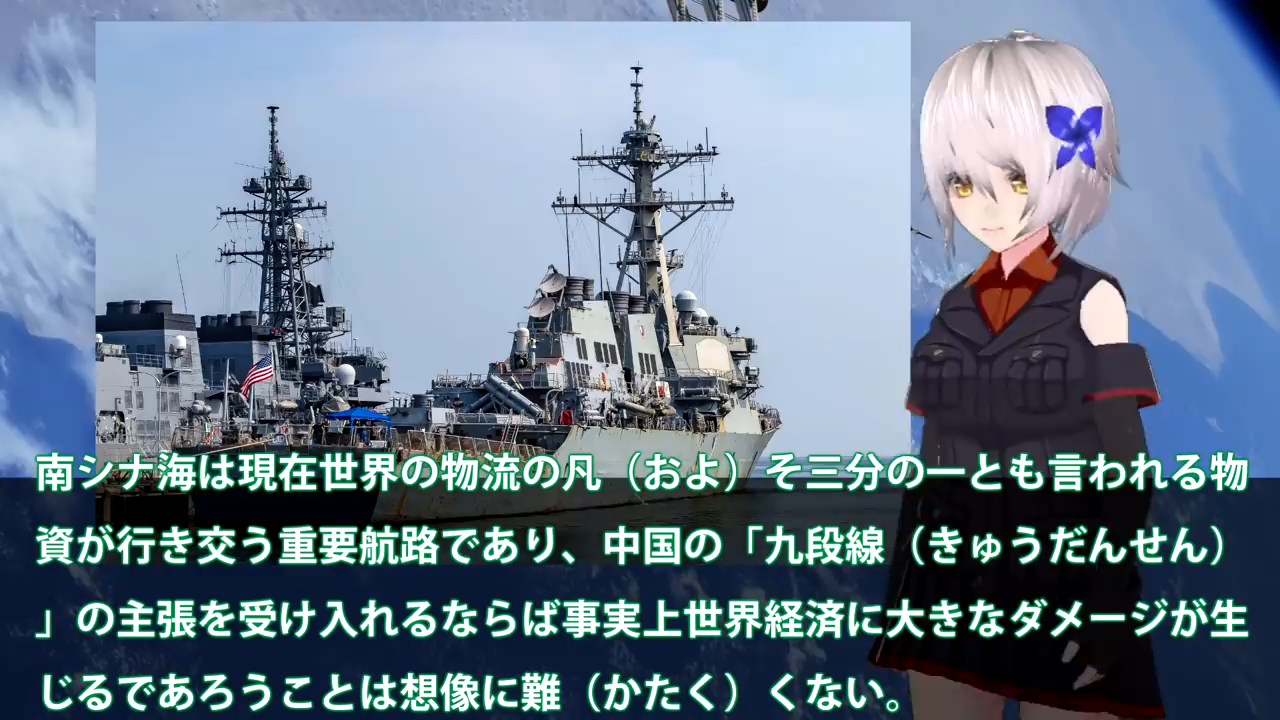 南シナ海は現在世界の物流の凡（およ）そ三分の一とも言われる物
資が行き交う重要航路であり、中国の「九段線（きゅうだんせん）
」の主張を受け入れるならば事実上世界経済に大きなダメージが生
じるであろうことは想像に難（かたく）くない。